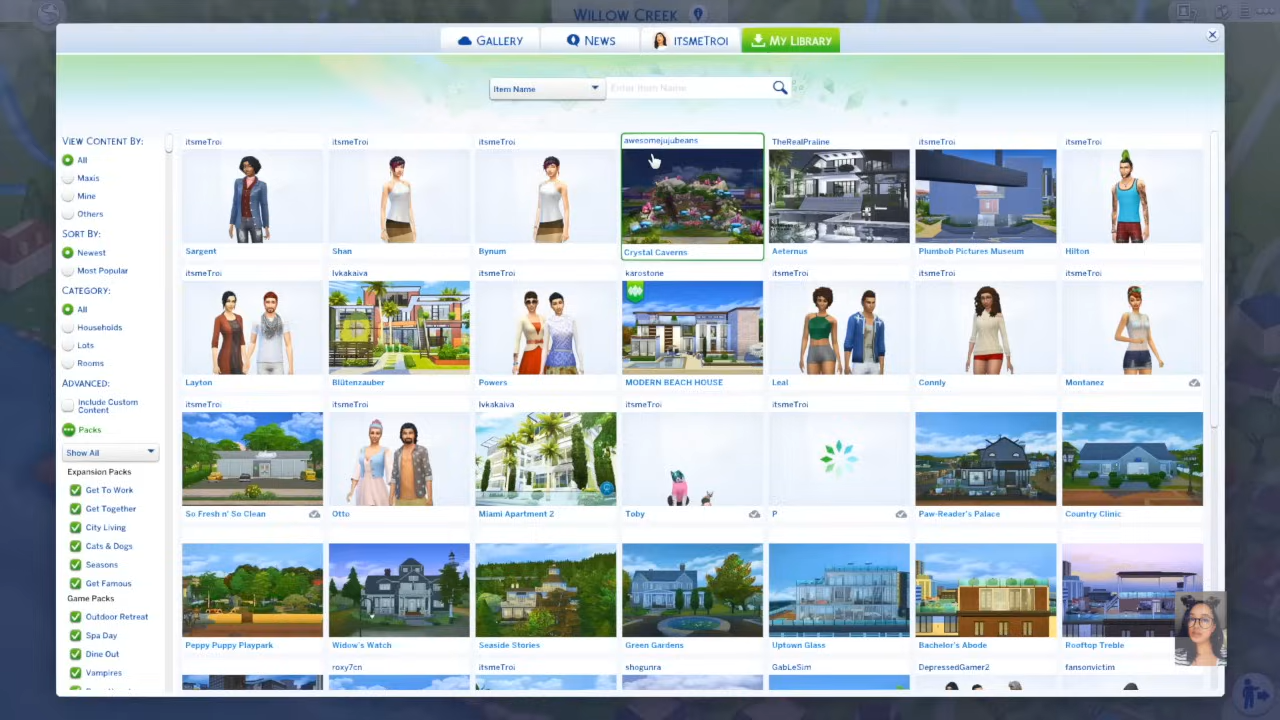 WILLOW CREEK
GALLERY
NEWS
ITSMETROI
MY LIBRARY
Item Name
Enter Item Name
VIEW CONTENT BY:
All
Maxis
Mine
Others
SORT BY:
Newest
Most Popular
CATEGORY:
All
Households
Lots
Rooms
ADVANCED:
Include Custom
Content
Packs
Show All
Expansion Packs
Get To Work
Get Together
City Living
Cats & Dogs
Seasons
Get Famous
Game Packs
Outdoor Retreat
Spa Day
Dine Out
Vampires
itsmeTroi
itsmeTroi
itsmeTroi
awesomejujubeans
TheRealPraline
itsmeTroi
itsmeTroi
Sargent
Shan
Bynum
Crystal Caverns
Aeternus
Plumbob Pictures Museum
Hilton
itsmeTroi
lvkakaiva
itsmeTroi
karostone
itsmeTroi
itsmeTroi
itsmeTroi
Layton
Blütenzauber
Powers
MODERN BEACH HOUSE
Leal
Connly
Montanez
itsmeTroi
itsmeTroi
lvkakaiva
itsmeTroi
itsmeTroi
So Fresh n' So Clean
Otto
Miami Apartment 2
Toby
P
Paw-Reader's Palace
Country Clinic
Peppy Puppy Playpark
Widow's Watch
Seaside Stories
Green Gardens
Uptown Glass
Bachelor's Abode
Rooftop Treble
roxy7cn
itsmeTroi
shogunra
GabLeSim
DepressedGamer2
fansonvictim